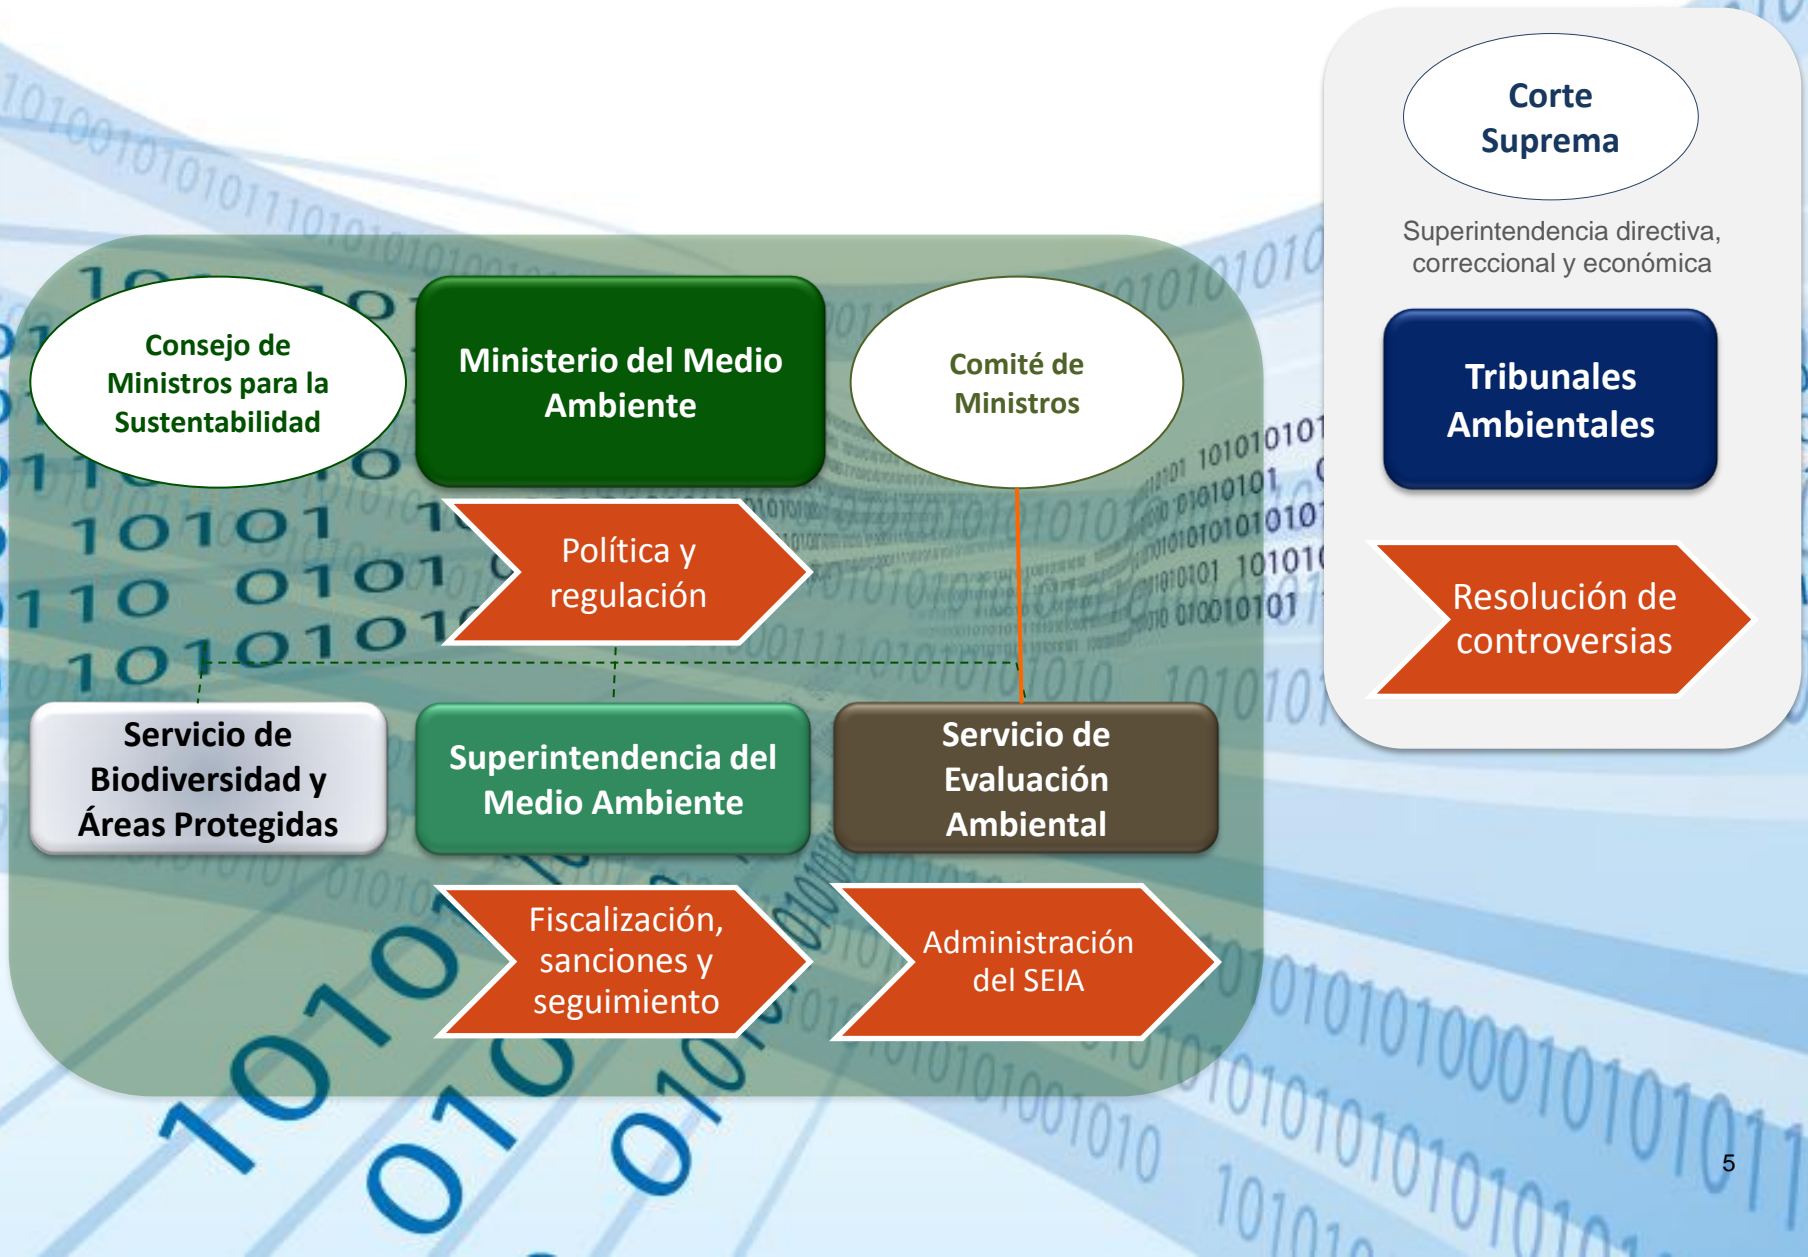 Corte
Suprema
Superintendencia directiva,
correccional y económica
Tribunales
Ambientales
Resolución de
controversias
Consejo de
Ministros para la
Sustentabilidad
Ministerio del Medio
Ambiente
Comité de
Ministros
Política y
regulación
Servicio de
Biodiversidad y
Áreas Protegidas
Superintendencia del
Medio Ambiente
Servicio de
Evaluación
Ambiental
Fiscalización,
sanciones y
seguimiento
Administración
del SEIA
5